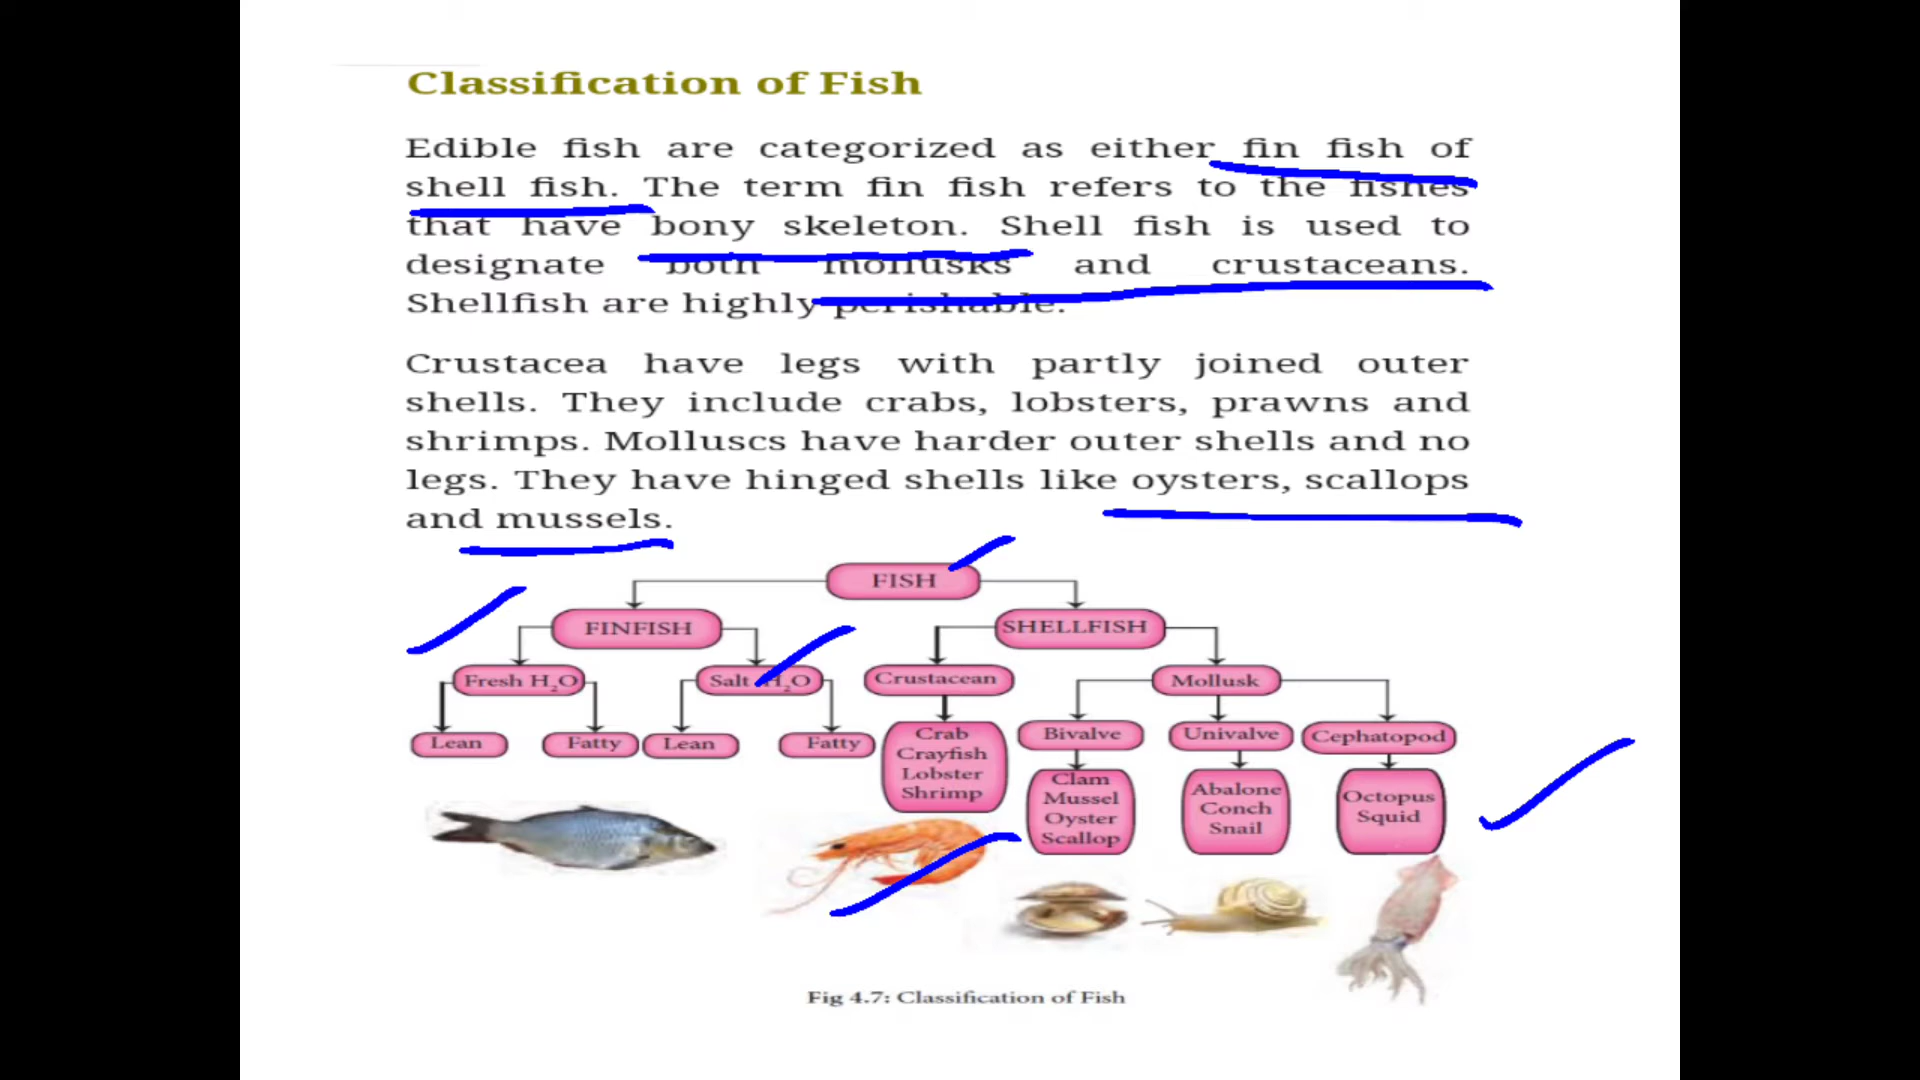 Classification of Fish
Edible fish are categorized as either fin fish of
shell fish. The term fin fish refers to the fishes
that have bony skeleton. Shell fish is used to
designate both mollusks and crustaceans.
Shellfish are highly perishable.
Crustacea have legs with partly joined outer
shells. They include crabs, lobsters, prawns and
shrimps. Molluscs have harder outer shells and no
legs. They have hinged shells like oysters, scallops
and mussels.
FISH
FINFISH
SHELLFISH
Fresh H₂O
Salt H₂O
Crustacean
Mollusk
Lean
Fatty
Lean
Fatty
Crab
Crayfish
Lobster
Shrimp
Bivalve
Univalve
Cephatopod
Clam
Mussel
Oyster
Scallop
Abalone
Conch
Snail
Octopus
Squid
Fig 4.7: Classification of Fish